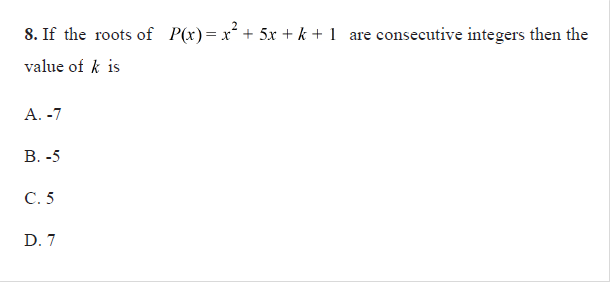 8. If the roots of P(x) = x² + 5x + k + 1 are consecutive integers then the
value of k is
A. -7
B. -5
C. 5
D. 7